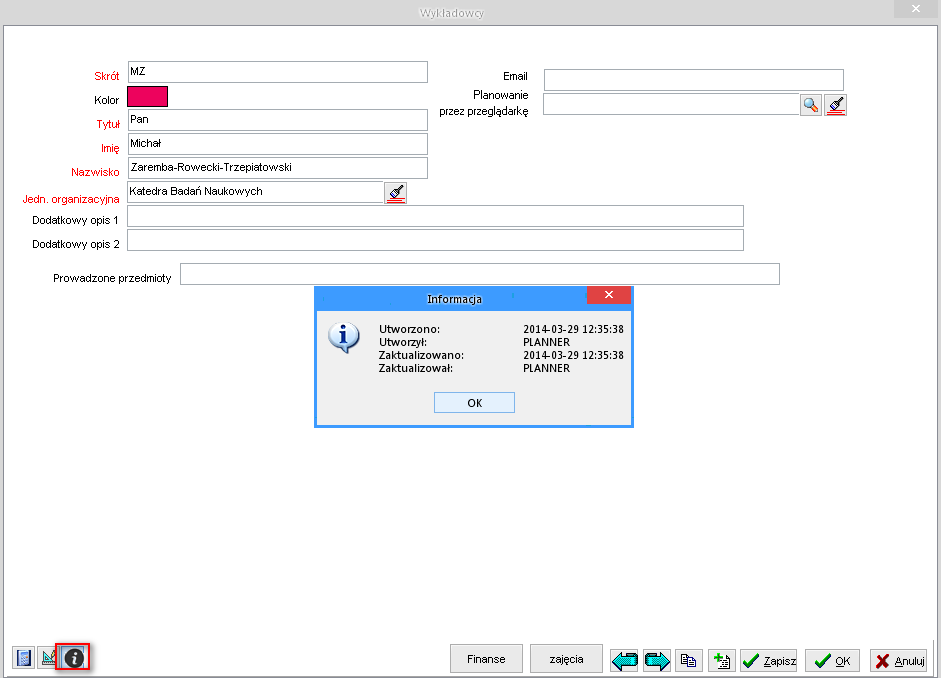 Wykładowcy
Skrót MZ
Kolor
Tytuł Pan
Imię Michał
Nazwisko Zaremba-Rowecki-Trzepiatowski
Jedn. organizacyjna Katedra Badań Naukowych
Dodatkowy opis 1
Dodatkowy opis 2
Prowadzone przedmioty
Email
Planowanie
przez przeglądarkę
Informacja
Utworzono: 2014-03-29 12:35:38
Utworzył: PLANNER
Zaktualizowano: 2014-03-29 12:35:38
Zaktualizował: PLANNER
OK
Finanse zajęcia Zapisz OK Anuluj